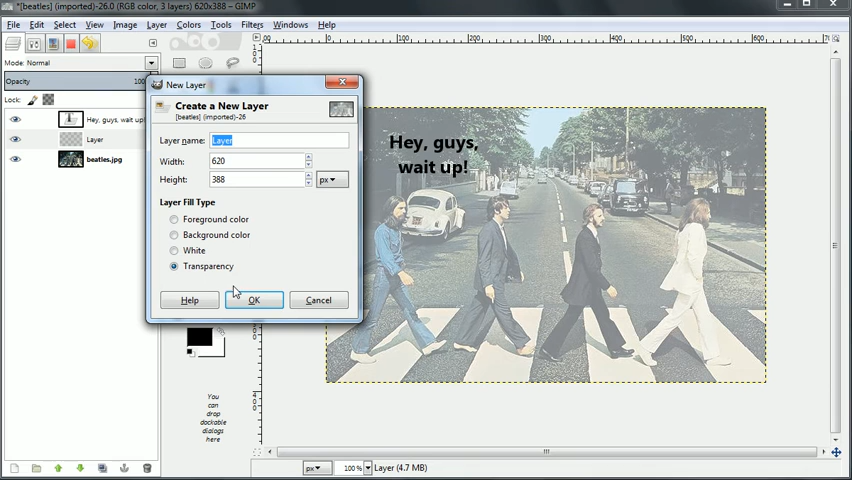 *[beatles] (imported)-26.0 (RGB color, 3 layers) 620x388 – GIMP
File Edit Select View Image Layer Colors Tools Filters Windows Help
Mode: Normal
Opacity 100
Lock:
Hey, guys, wait up!
Layer
beatles.jpg
New Layer
Create a New Layer
[beatles] (imported)-26
Layer name: Layer
Width: 620
Height: 388
px
Layer Fill Type
Foreground color
Background color
White
Transparency
Help OK Cancel
You
can
drop
dockable
dialogs
here
Hey, guys,
wait up!
px 100 % Layer (4.7 MB)